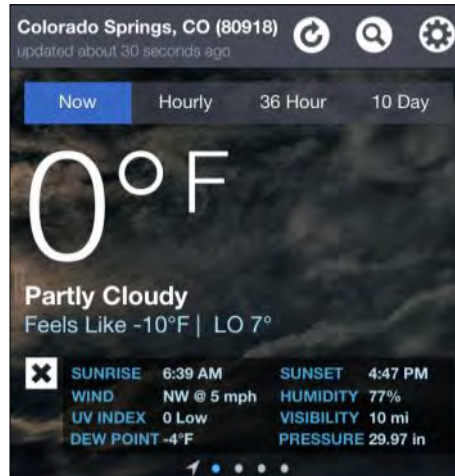 Colorado Springs, CO (80918)
updated about 30 seconds ago
Now Hourly 36 Hour 10 Day
0°F
Partly Cloudy
Feels Like -10°F | LO 7°
SUNRISE 6:39 AM SUNSET 4:47 PM
WIND NW @ 5 mph HUMIDITY 77%
UV INDEX 0 Low VISIBILITY 10 mi
DEW POINT -4°F PRESSURE 29.97 in